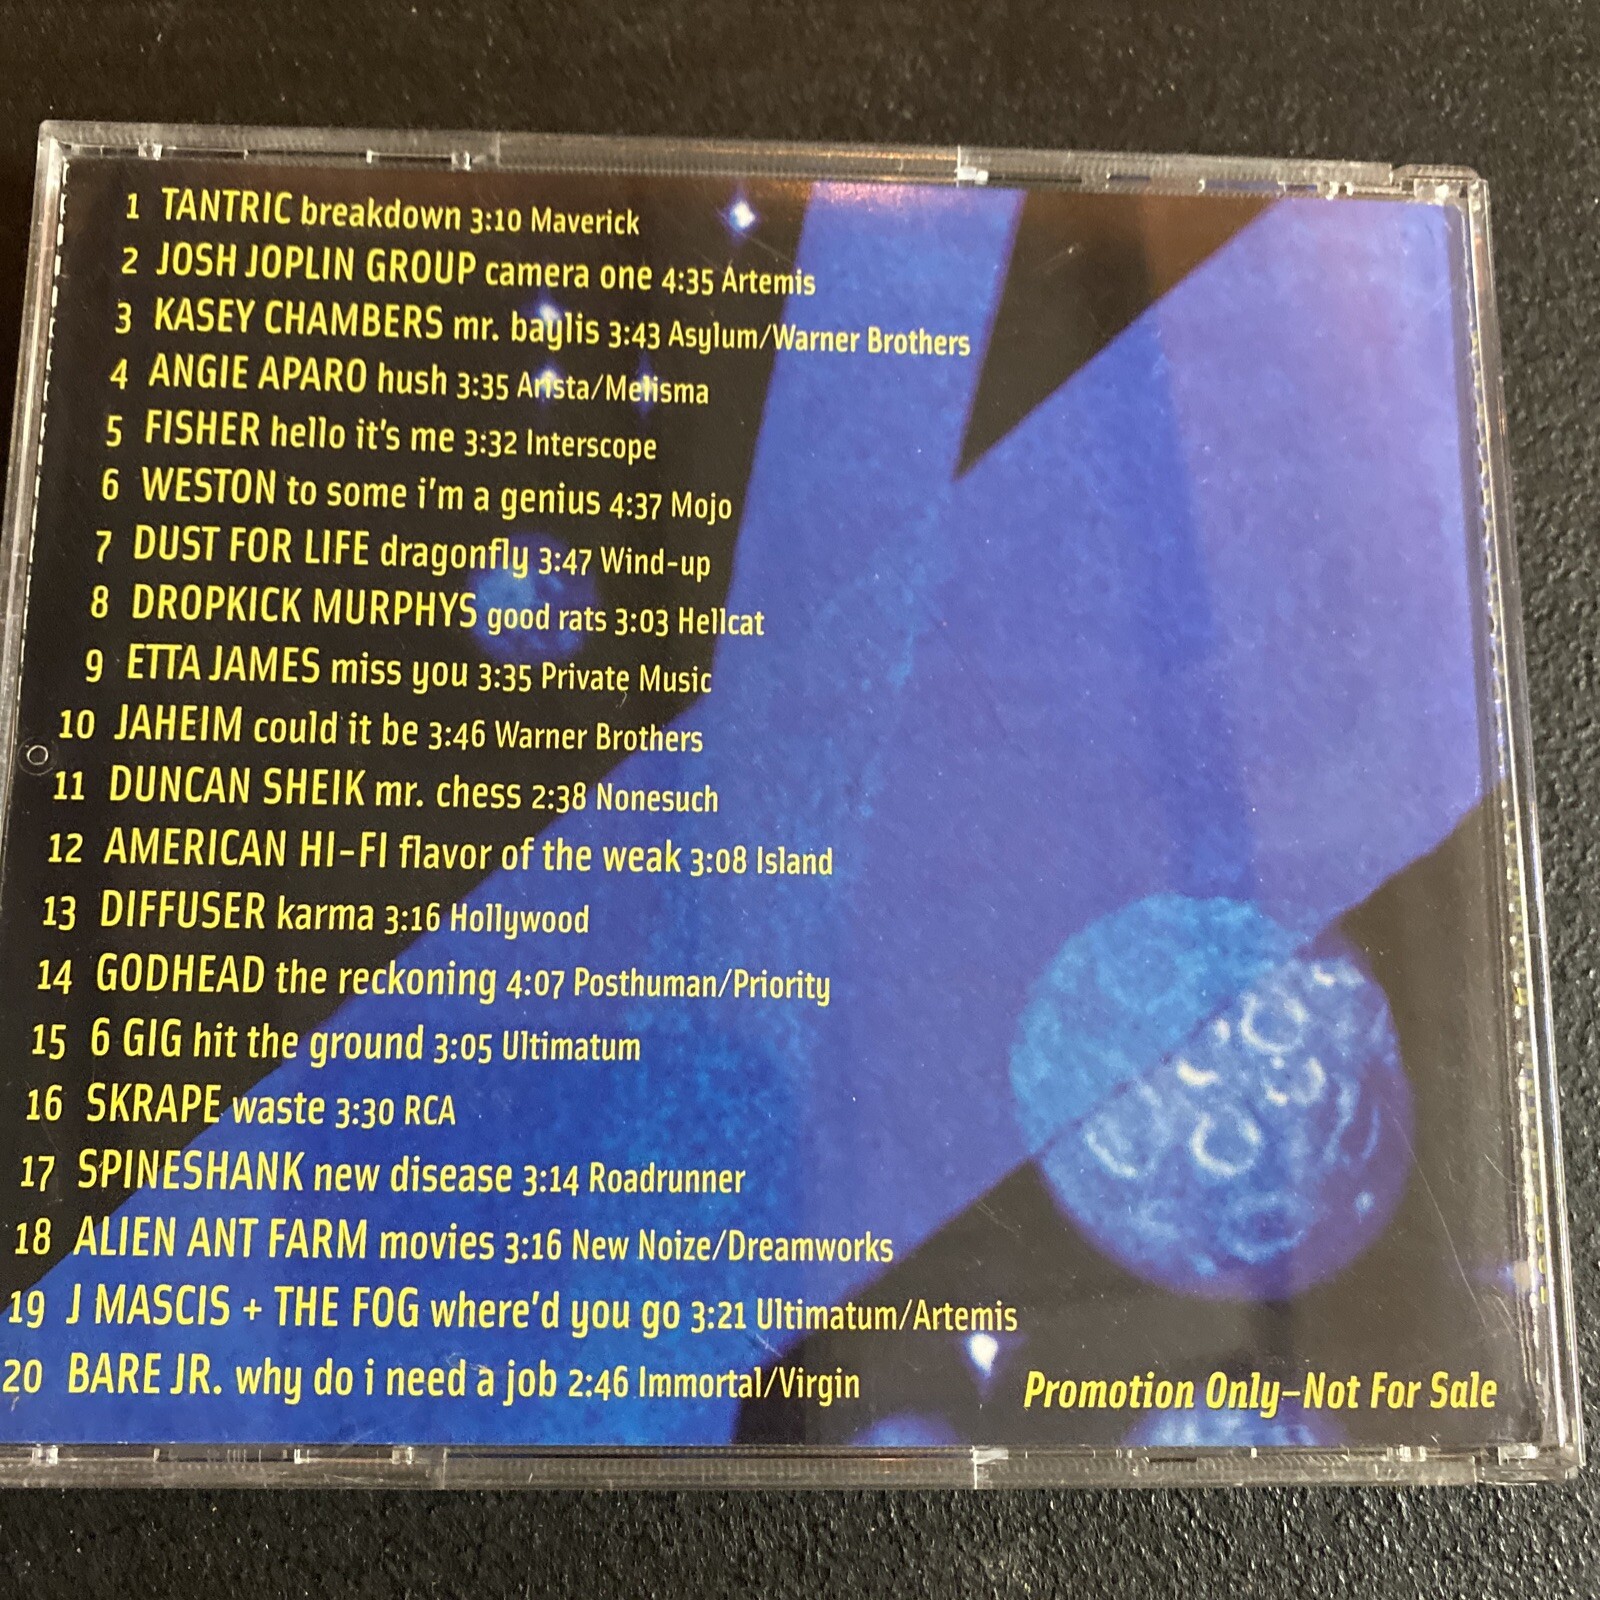 1 TANTRIC breakdown 3:10 Maverick
2 JOSH JOPLIN GROUP camera one 4:35 Artemis
3 KASEY CHAMBERS mr. baylis 3:43 Asylum/Warner Brothers
4 ANGIE APARO hush 3:35 Arista/Melisma
5 FISHER hello it's me 3:32 Interscope
6 WESTON to some i'm a genius 4:37 Mojo
7 DUST FOR LIFE dragonfly 3:47 Wind-up
8 DROPKICK MURPHYS good rats 3:03 Hellcat
9 ETTA JAMES miss you 3:35 Private Music
10 JAHEIM could it be 3:46 Warner Brothers
11 DUNCAN SHEIK mr. chess 2:38 Nonesuch
12 AMERICAN HI-FI flavor of the weak 3:08 Island
13 DIFFUSER karma 3:16 Hollywood
14 GODHEAD the reckoning 4:07 Posthuman/Priority
15 6 GIG hit the ground 3:05 Ultimatum
16 SKRAPE waste 3:30 RCA
17 SPINESHANK new disease 3:14 Roadrunner
18 ALIEN ANT FARM movies 3:16 New Noize/Dreamworks
19 J MASCIS + THE FOG where'd you go 3:21 Ultimatum/Artemis
20 BARE JR. why do i need a job 2:46 Immortal/Virgin
Promotion Only–Not For Sale